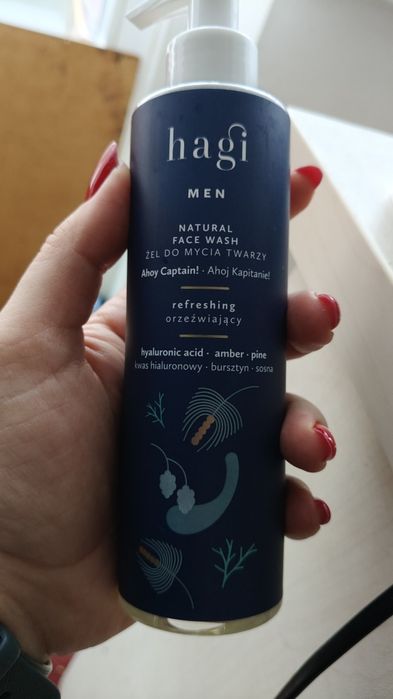 hagi
MEN
NATURAL
FACE WASH
ŻEL DO MYCIA TWARZY
Ahoy Captain! · Ahoj Kapitanie!
refreshing
orzeźwiający
hyaluronic acid · amber · pine
kwas hialuronowy · bursztyn · sosna